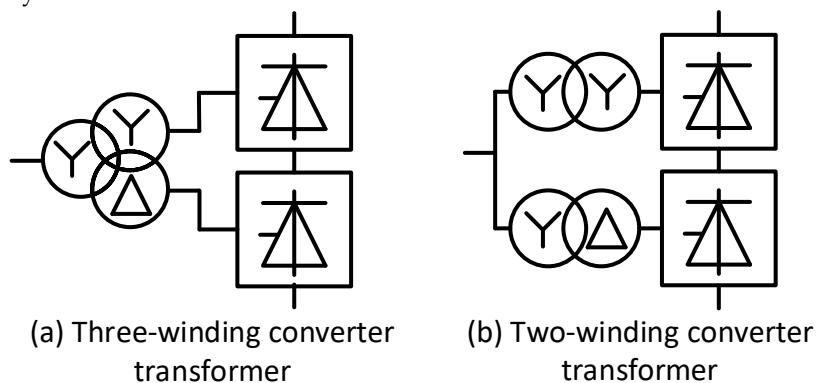 y
Y
Y
Y
Y
Y
Δ
Y
Δ
(a) Three-winding converter
transformer
(b) Two-winding converter
transformer